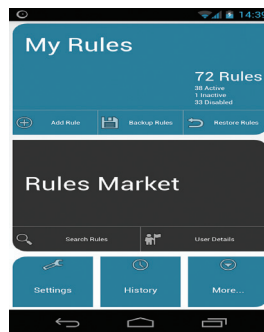 14:39
My Rules
72 Rules
38 Active
1 Inactive
33 Disabled
Add Rule
Backup Rules
Restore Rules
Rules Market
Search Rules
User Details
Settings
History
More...